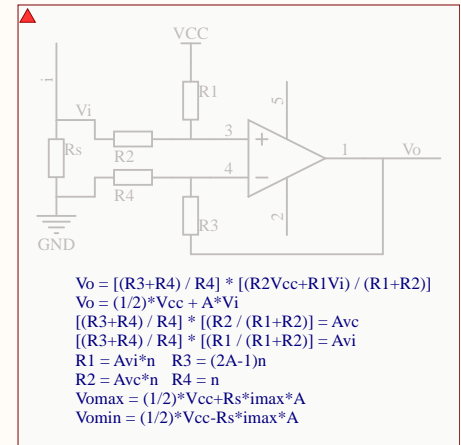 VCC
i
R1
5
Vi
3
+
Rs
R2
1
Vo
4
−
R4
2
R3
GND
Vo = [(R3+R4) / R4] * [(R2Vcc+R1Vi) / (R1+R2)]
Vo = (1/2)*Vcc + A*Vi
[(R3+R4) / R4] * [(R2 / (R1+R2)] = Avc
[(R3+R4) / R4] * [(R1 / (R1+R2)] = Avi
R1 = Avi*n R3 = (2A-1)n
R2 = Avc*n R4 = n
Vomax = (1/2)*Vcc+Rs*imax*A
Vomin = (1/2)*Vcc-Rs*imax*A